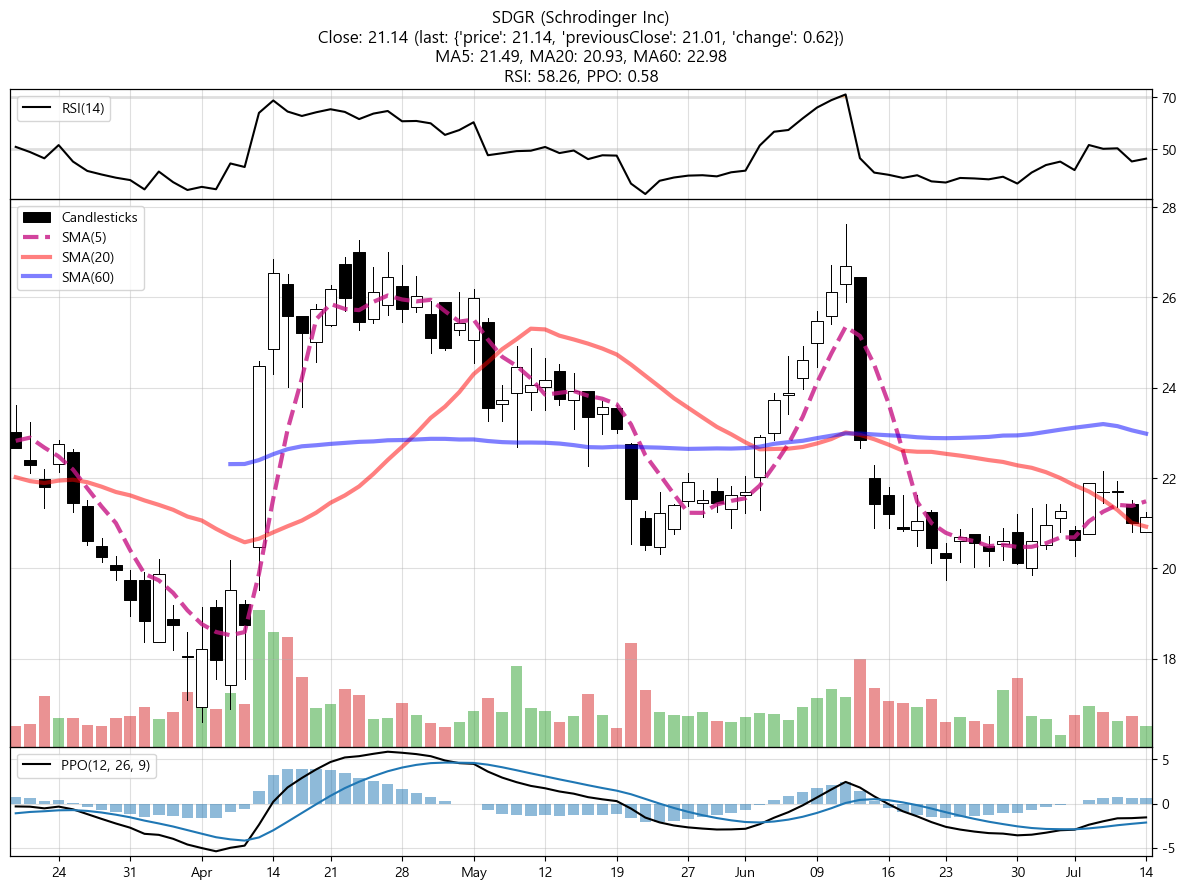 SDGR (Schrodinger Inc)
Close: 21.14 (last: {'price': 21.14, 'previousClose': 21.01, 'change': 0.62})
MA5: 21.49, MA20: 20.93, MA60: 22.98
RSI: 58.26, PPO: 0.58
RSI(14)
70
50
Candlesticks
SMA(5)
SMA(20)
SMA(60)
28
26
24
22
20
18
PPO(12, 26, 9)
5
0
-5
24 31 Apr 14 21 28 May 12 19 27 Jun 09 16 23 30 Jul 14